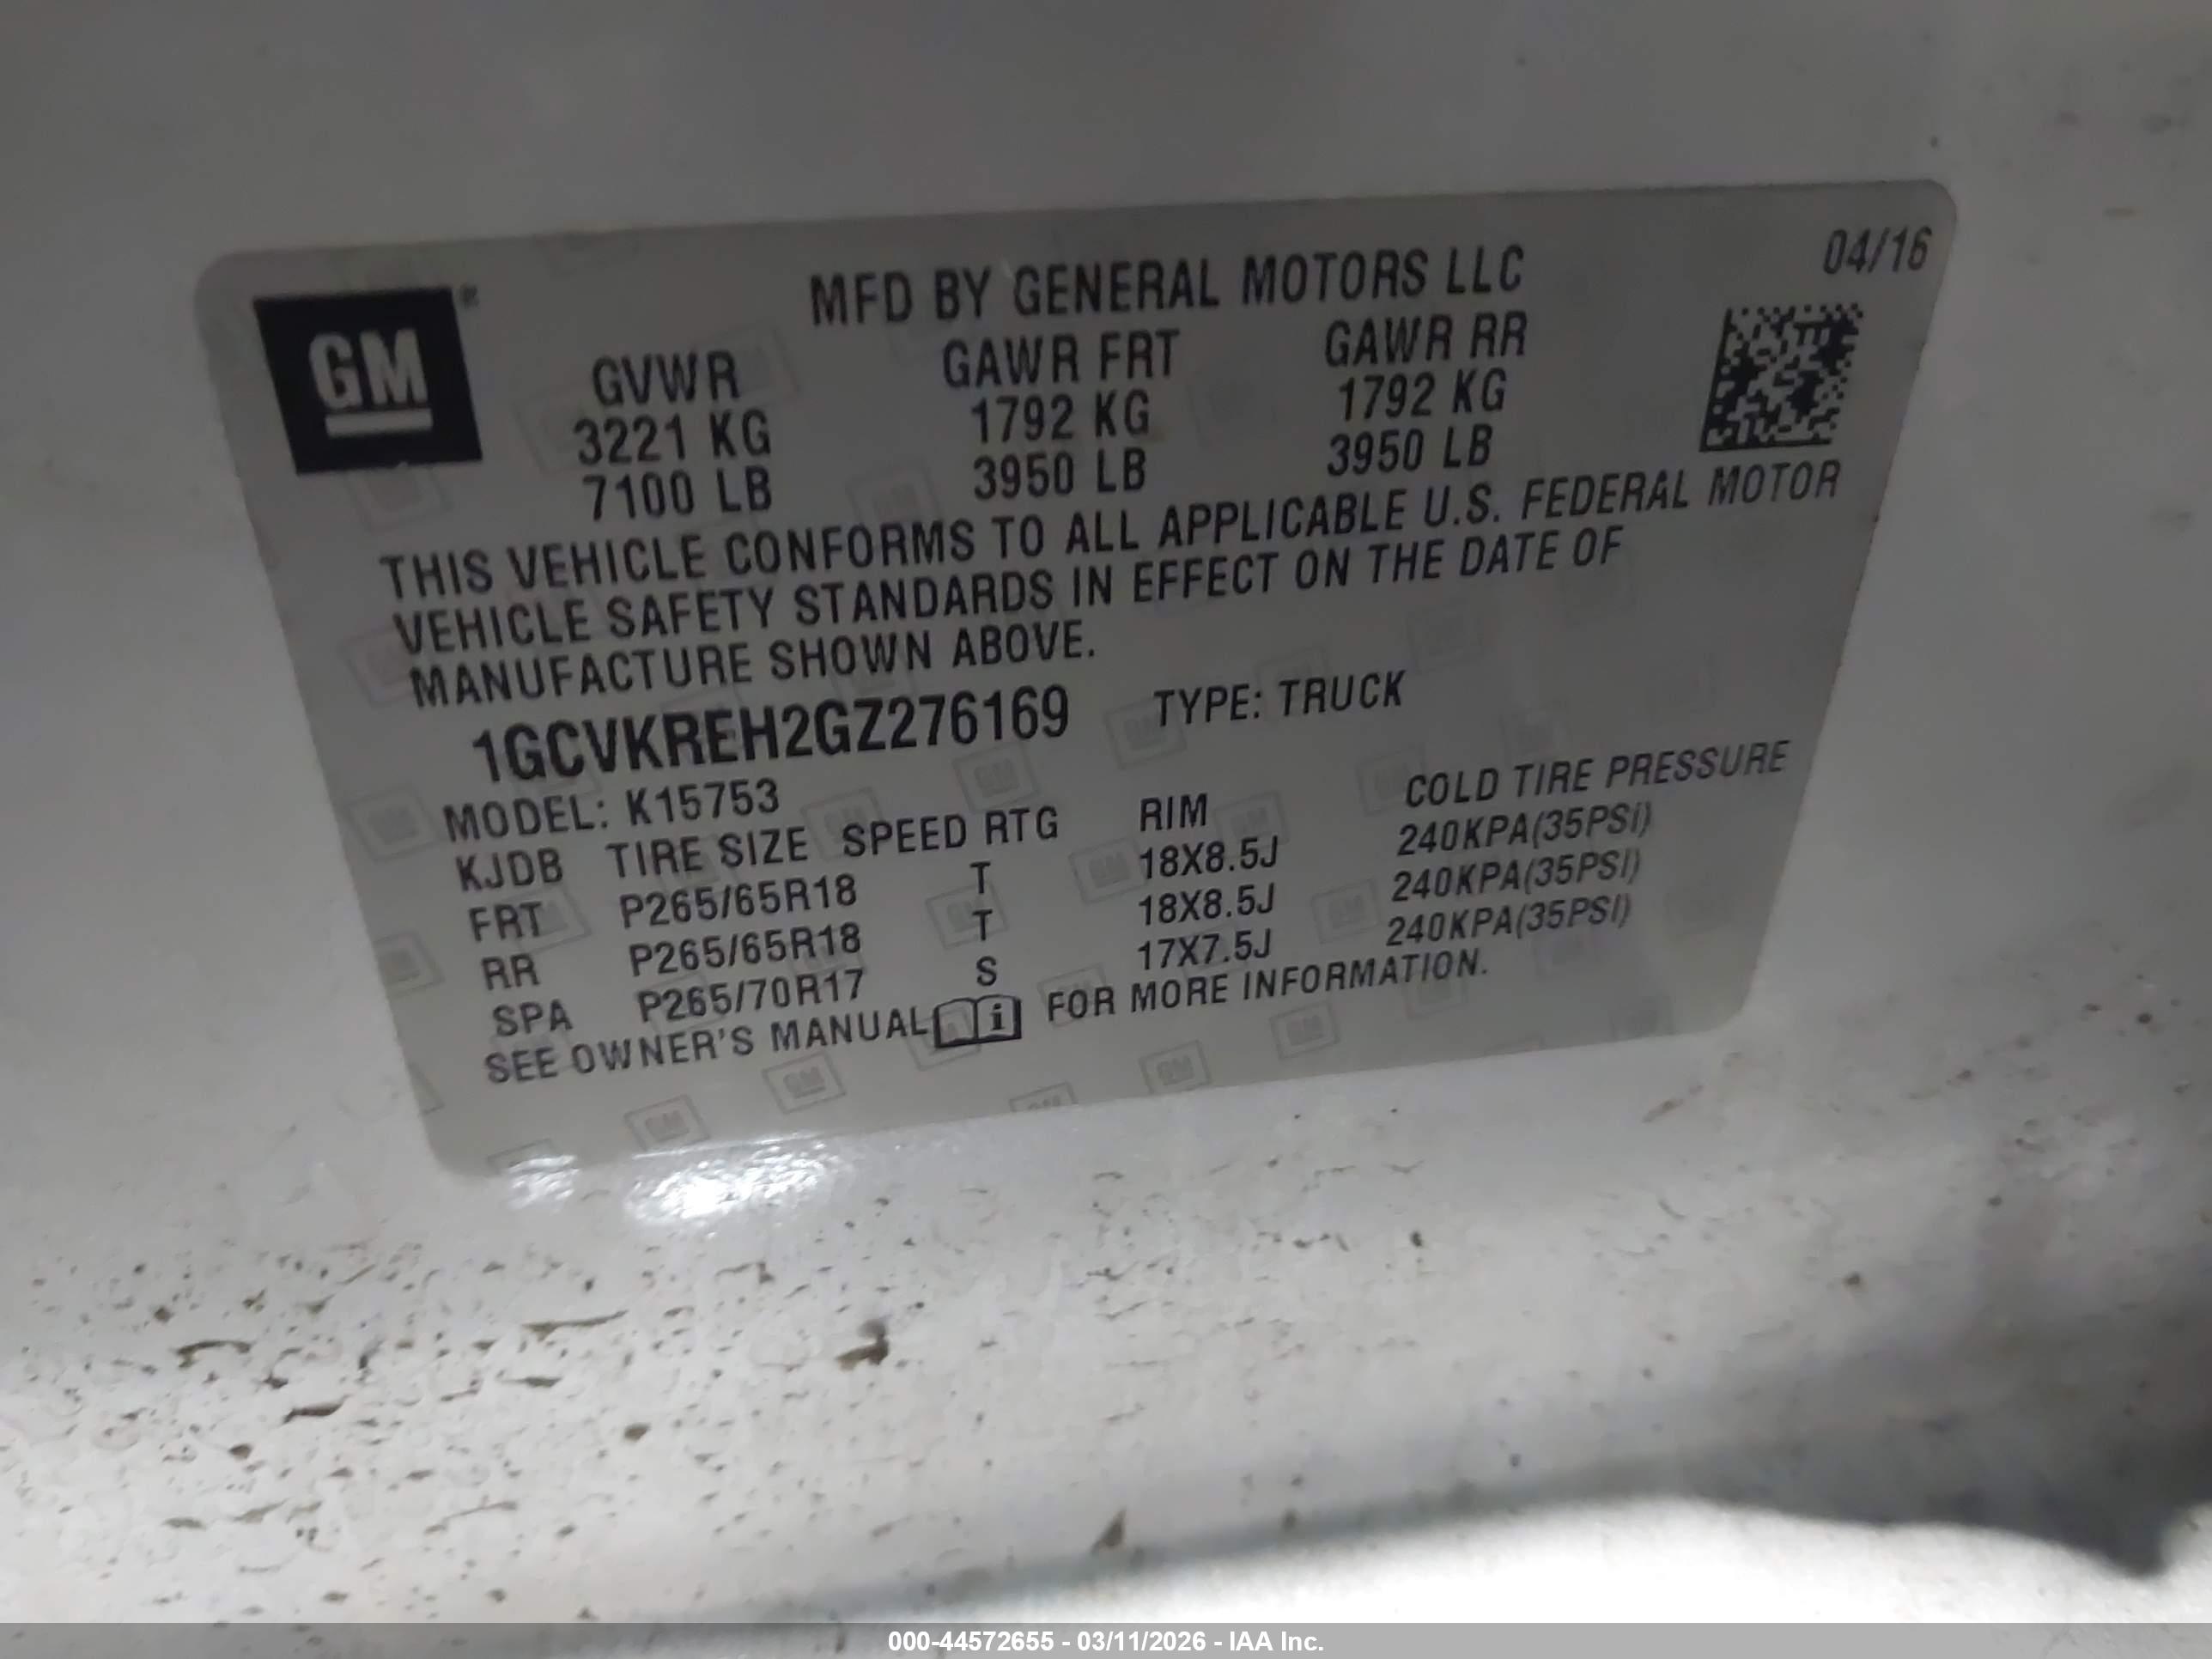 MFD BY GENERAL MOTORS LLC 04/16
GM ®
GVWR GAWR FRT GAWR RR
3221 KG 1792 KG 1792 KG
7100 LB 3950 LB 3950 LB
THIS VEHICLE CONFORMS TO ALL APPLICABLE U.S. FEDERAL MOTOR
VEHICLE SAFETY STANDARDS IN EFFECT ON THE DATE OF
MANUFACTURE SHOWN ABOVE.
1GCVKREH2GZ276169 TYPE: TRUCK
MODEL: K15753
KJDB TIRE SIZE SPEED RTG RIM COLD TIRE PRESSURE
FRT P265/65R18 T 18X8.5J 240KPA(35PSI)
RR P265/65R18 T 18X8.5J 240KPA(35PSI)
SPA P265/70R17 S 17X7.5J 240KPA(35PSI)
SEE OWNER'S MANUAL i FOR MORE INFORMATION.
000-44572655 - 03/11/2026 - IAA Inc.